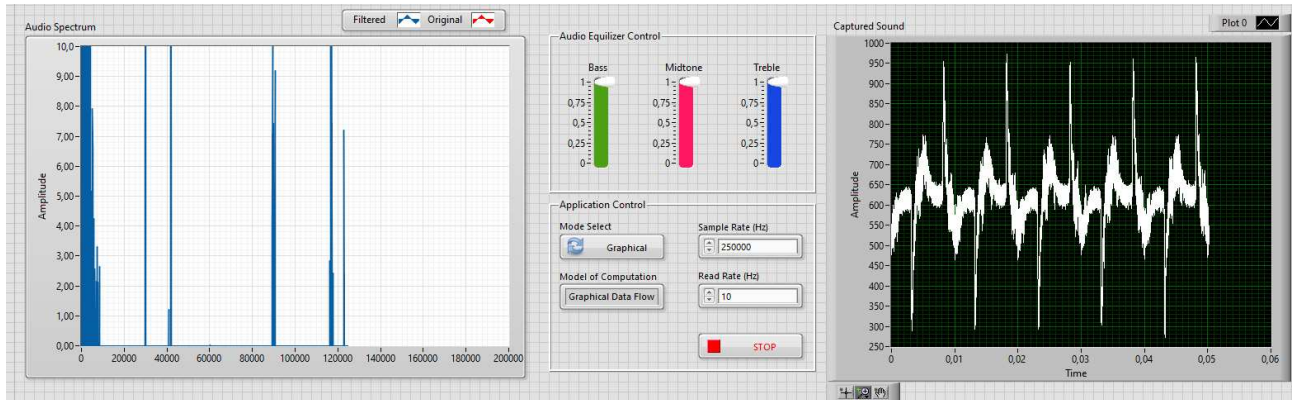 Audio Spectrum
Filtered Original
10,0
9,00
8,00
7,00
6,00
5,00
4,00
3,00
2,00
1,00
0,00
Amplitude
0 20000 40000 60000 80000 100000 120000 140000 160000 180000 200000
Audio Equilizer Control
Bass Midtone Treble
1 1 1
0,75 0,75 0,75
0,5 0,5 0,5
0,25 0,25 0,25
0 0 0
Application Control
Mode Select Sample Rate (Hz)
Graphical 250000
Model of Computation Read Rate (Hz)
Graphical Data Flow 10
STOP
Captured Sound Plot 0
1000
950
900
850
800
750
700
650
600
550
500
450
400
350
300
250
Amplitude
0 0,01 0,02 0,03 0,04 0,05 0,06
Time